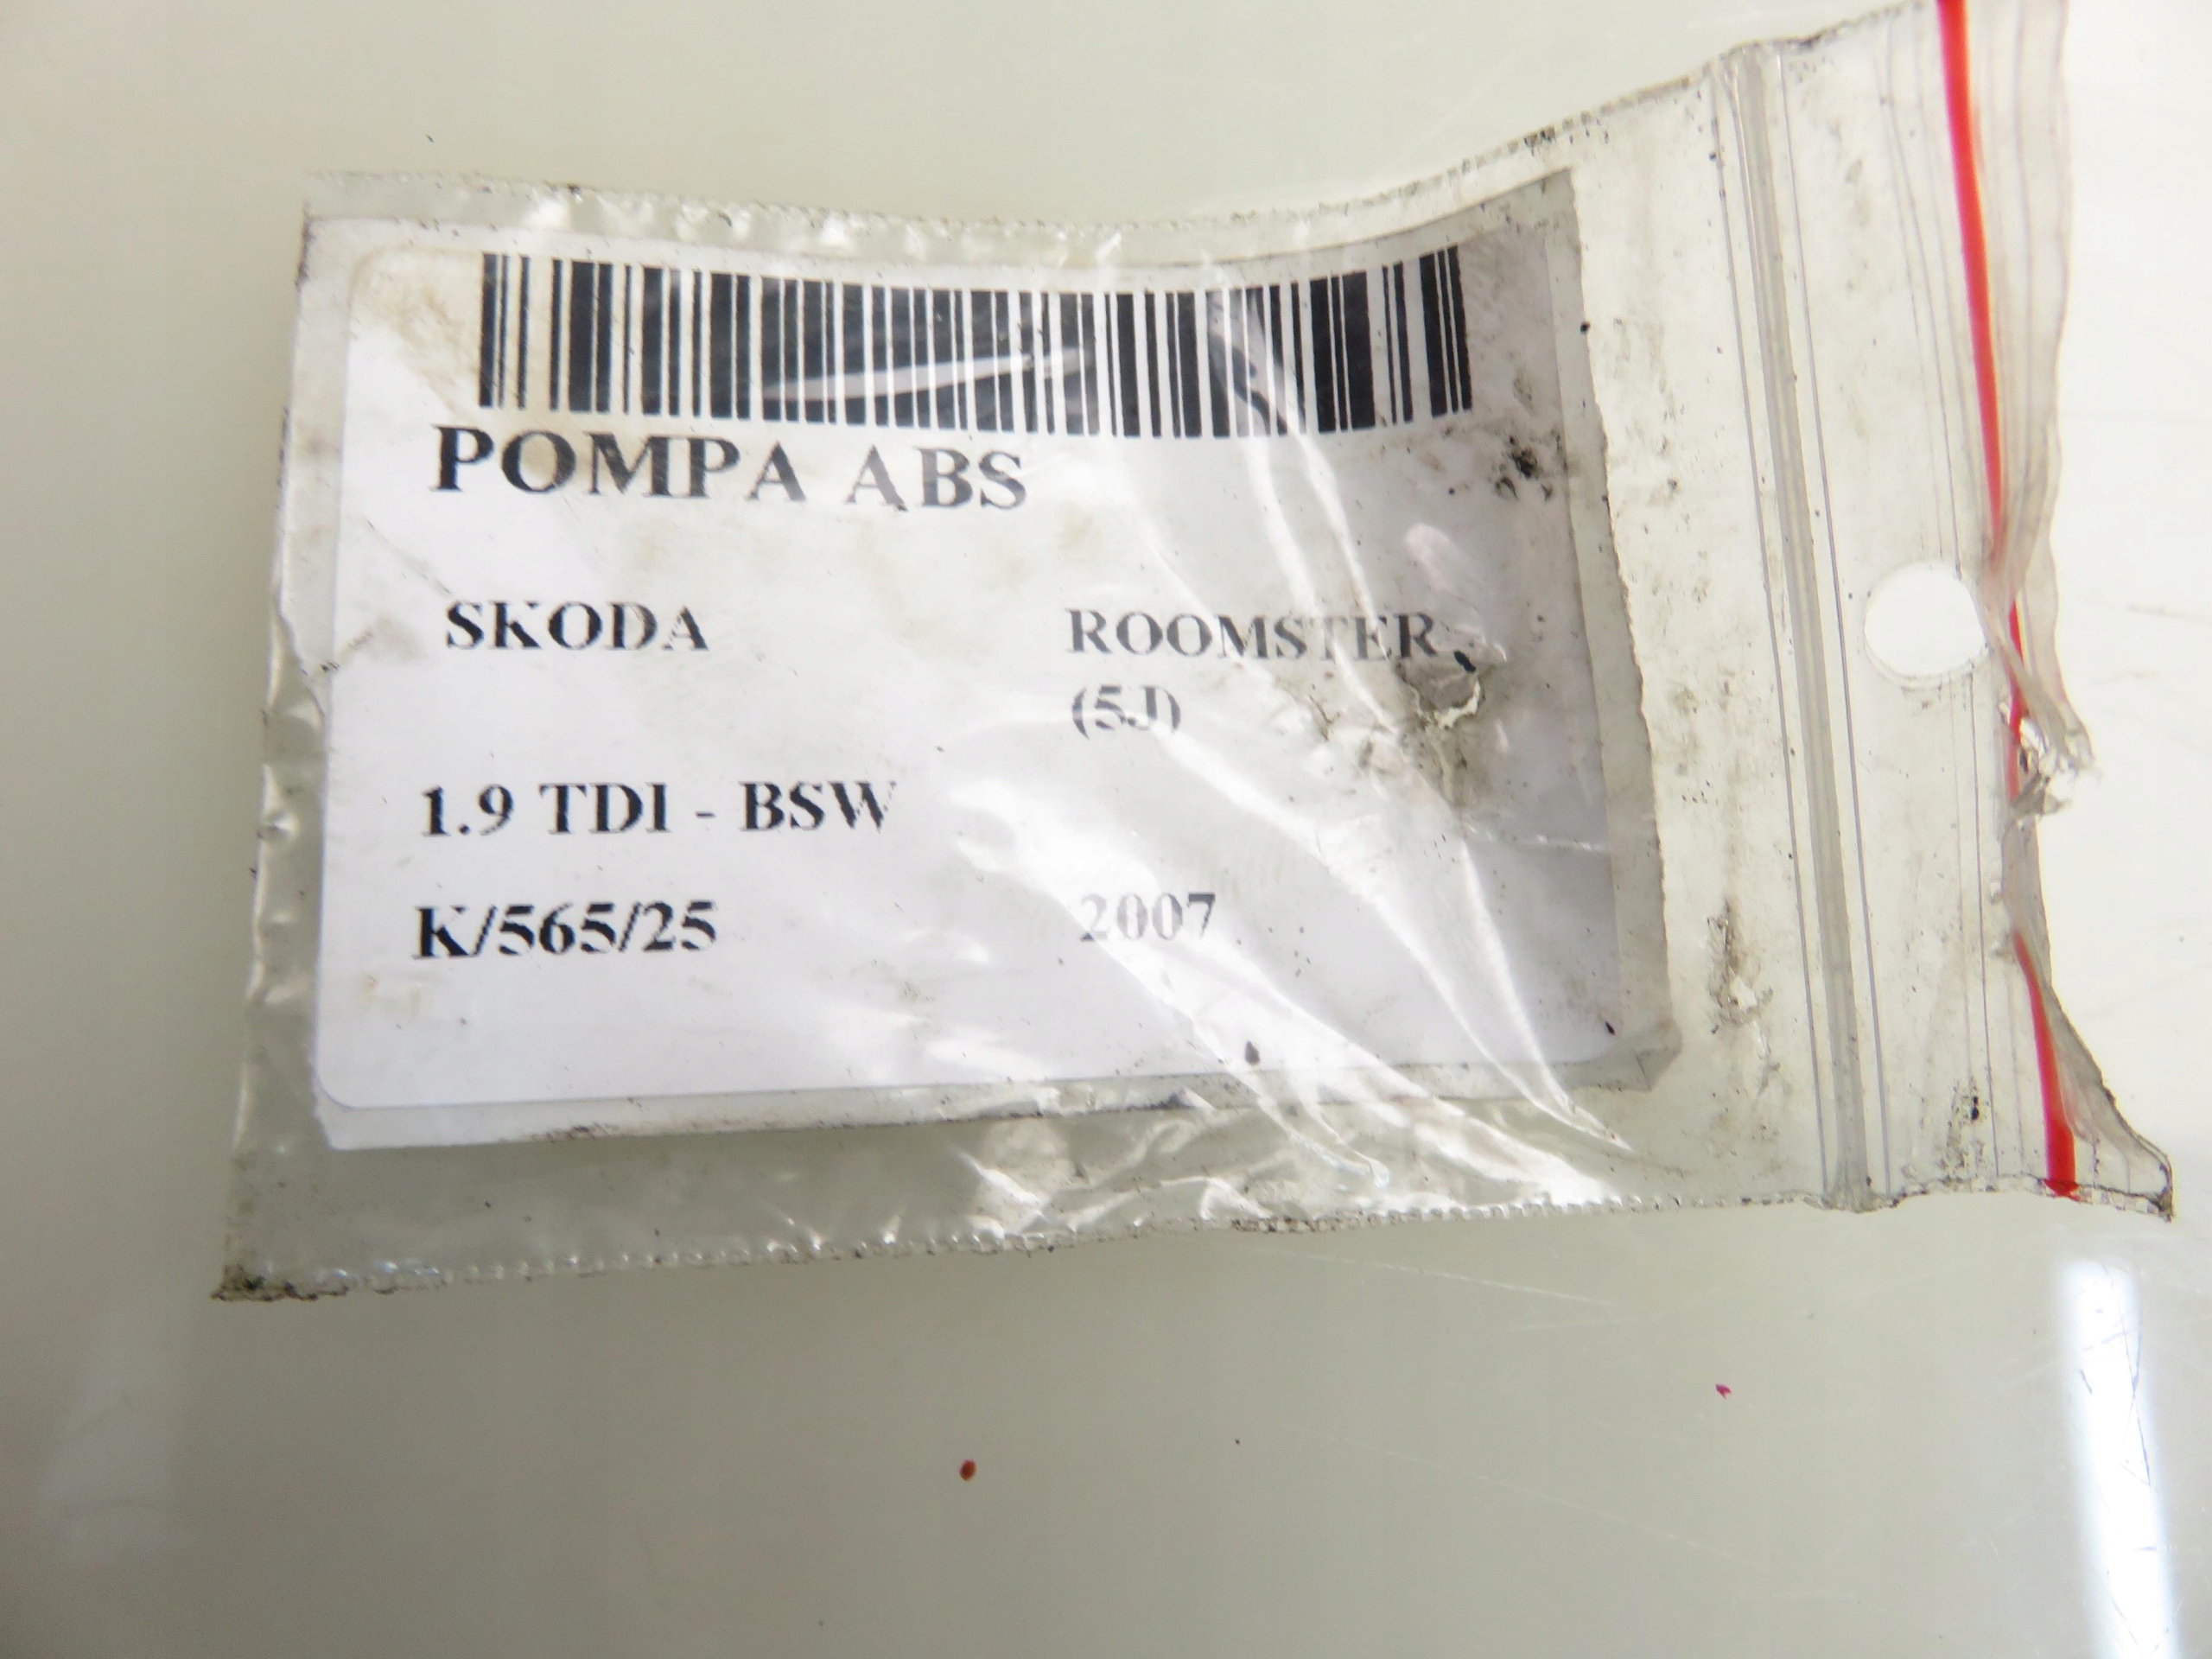 POMPA ABS
SKODA ROOMSTER
(5J)
1.9 TDI - BSW
K/565/25 2007